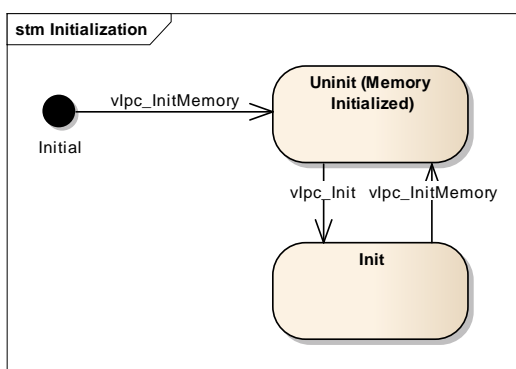 stm Initialization
vIpc_InitMemory
Initial
Uninit (Memory
Initialized)
vIpc_Init
vIpc_InitMemory
Init